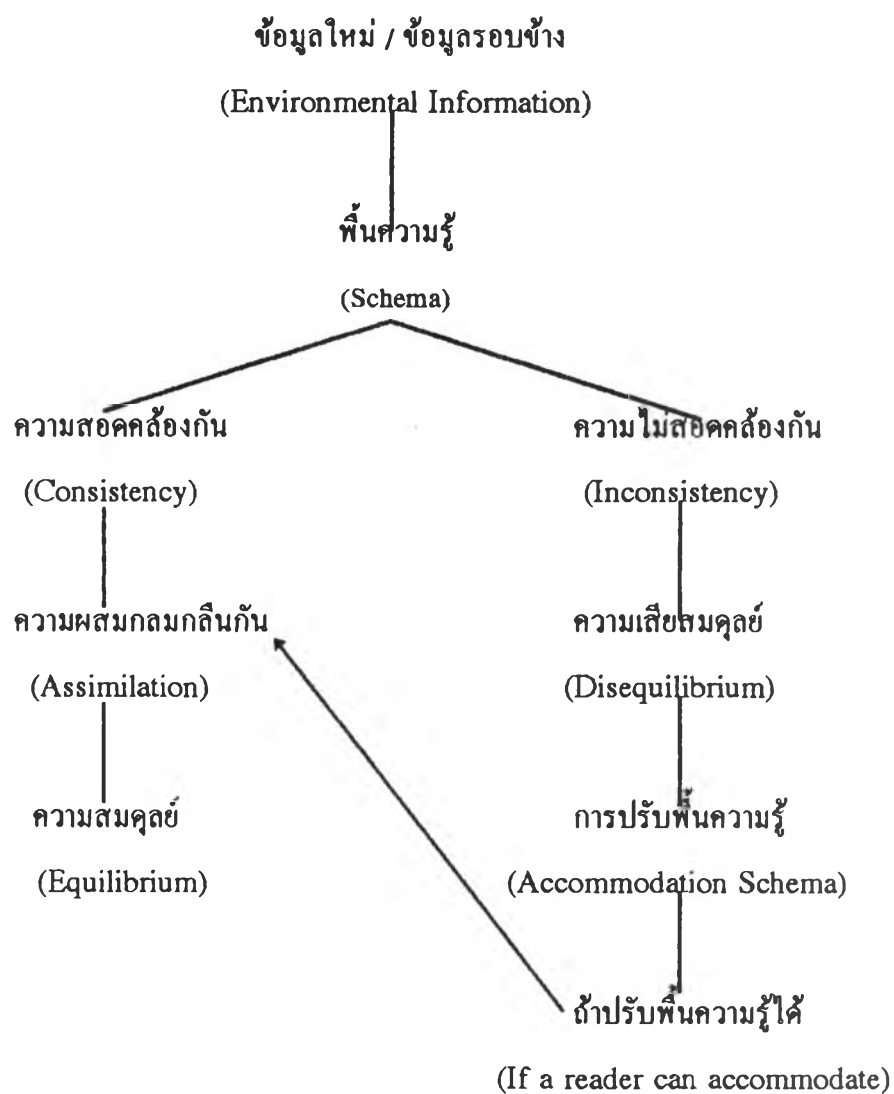 ข้อมูลใหม่ / ข้อมูลรอบข้าง
(Environmental Information)
พื้นความรู้
(Schema)
ความสอดคล้องกัน
(Consistency)
ความผสมกลมกลืนกัน
(Assimilation)
ความสมดุลย์
(Equilibrium)
ความไม่สอดคล้องกัน
(Inconsistency)
ความเสียสมดุลย์
(Disequilibrium)
การปรับพื้นความรู้
(Accommodation Schema)
ถ้าปรับพื้นความรู้ได้
(If a reader can accommodate)